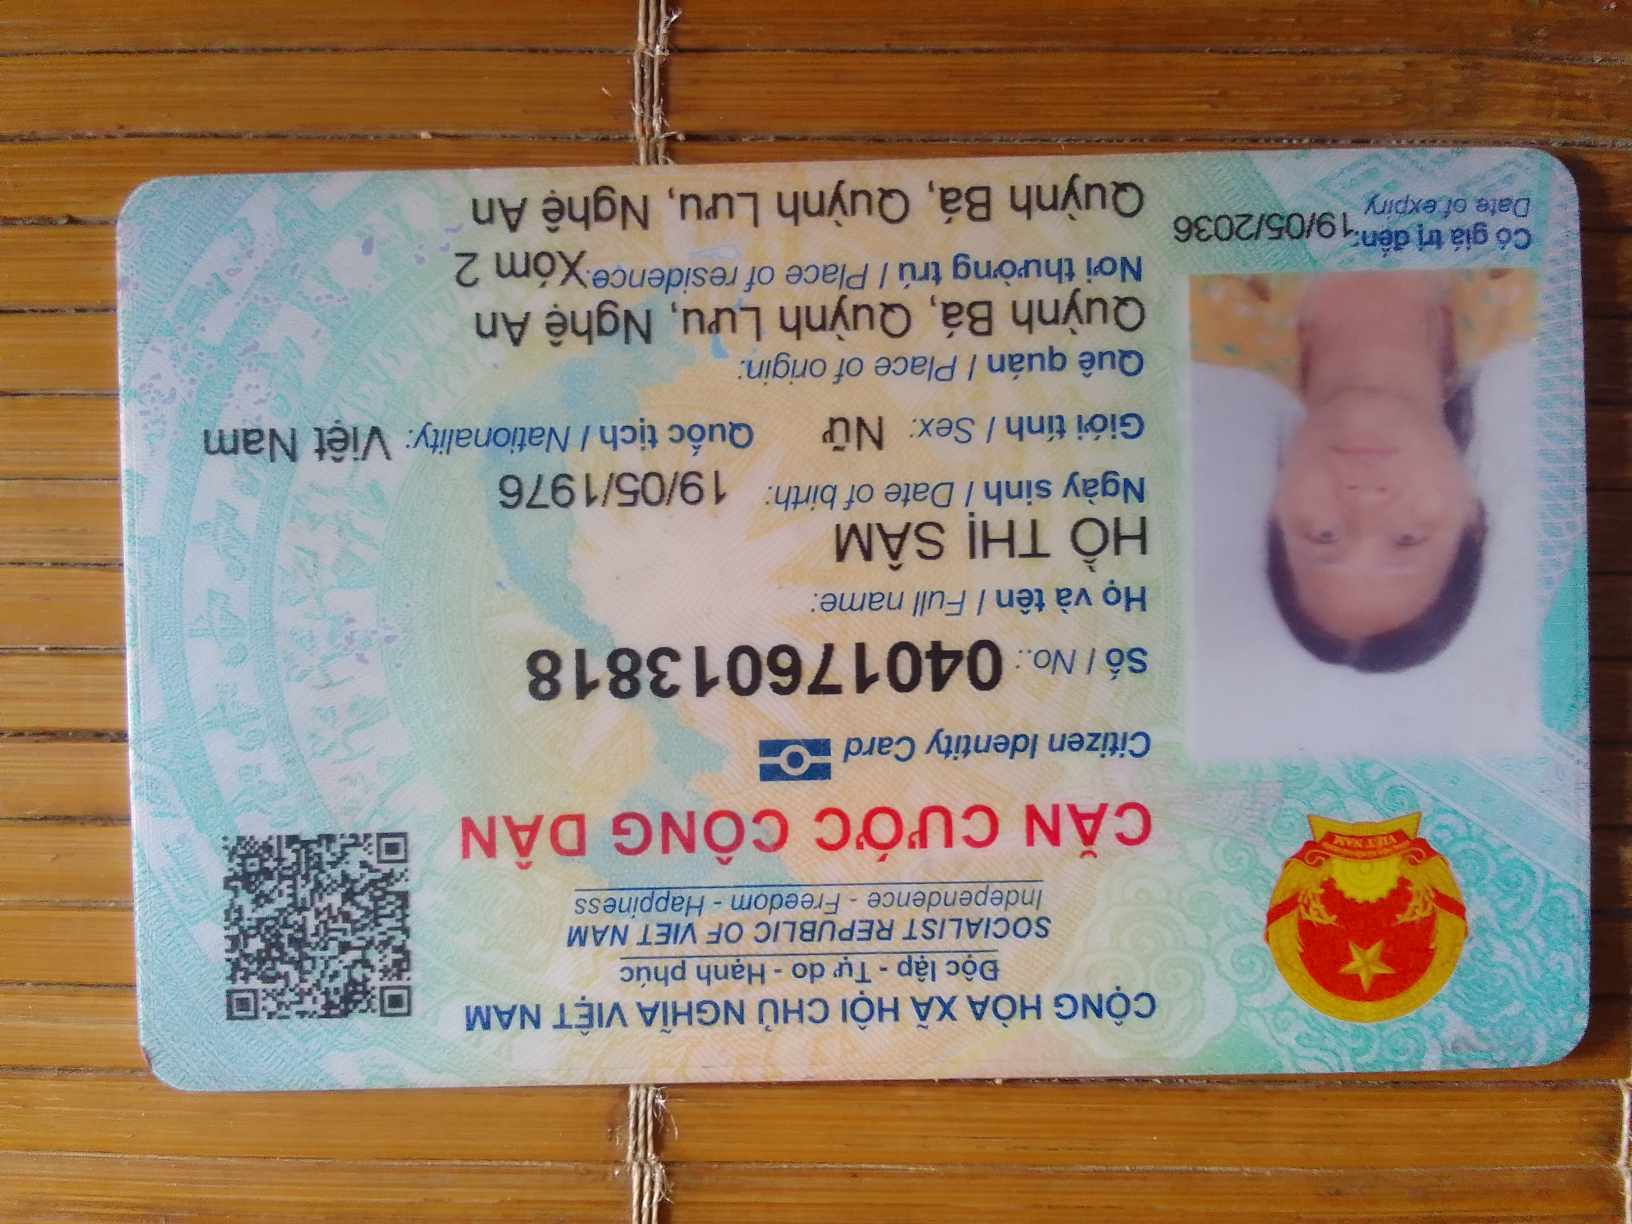 CỘNG HÒA XÃ HỘI CHỦ NGHĨA VIỆT NAM
Độc lập - Tự do - Hạnh phúc
SOCIALIST REPUBLIC OF VIET NAM
Independence - Freedom - Happiness
CĂN CƯỚC CÔNG DÂN
Citizen Identity Card
Số / No.: 040176013818
Họ và tên / Full name:
HỒ THỊ SÂM
Ngày sinh / Date of birth: 19/05/1976
Giới tính / Sex: Nữ Quốc tịch / Nationality: Việt Nam
Quê quán / Place of origin:
Quỳnh Bá, Quỳnh Lưu, Nghệ An
Nơi thường trú / Place of residence: Xóm 2
Quỳnh Bá, Quỳnh Lưu, Nghệ An
Có giá trị đến: 19/05/2036
Date of expiry
VIỆT NAM